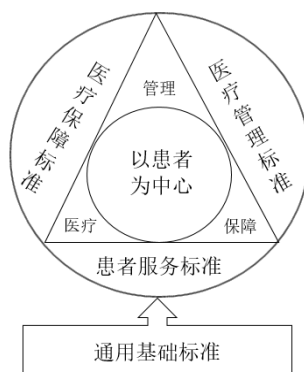 医疗保障标准
医疗管理标准
管理
以患者
为中心
医疗
保障
患者服务标准
通用基础标准